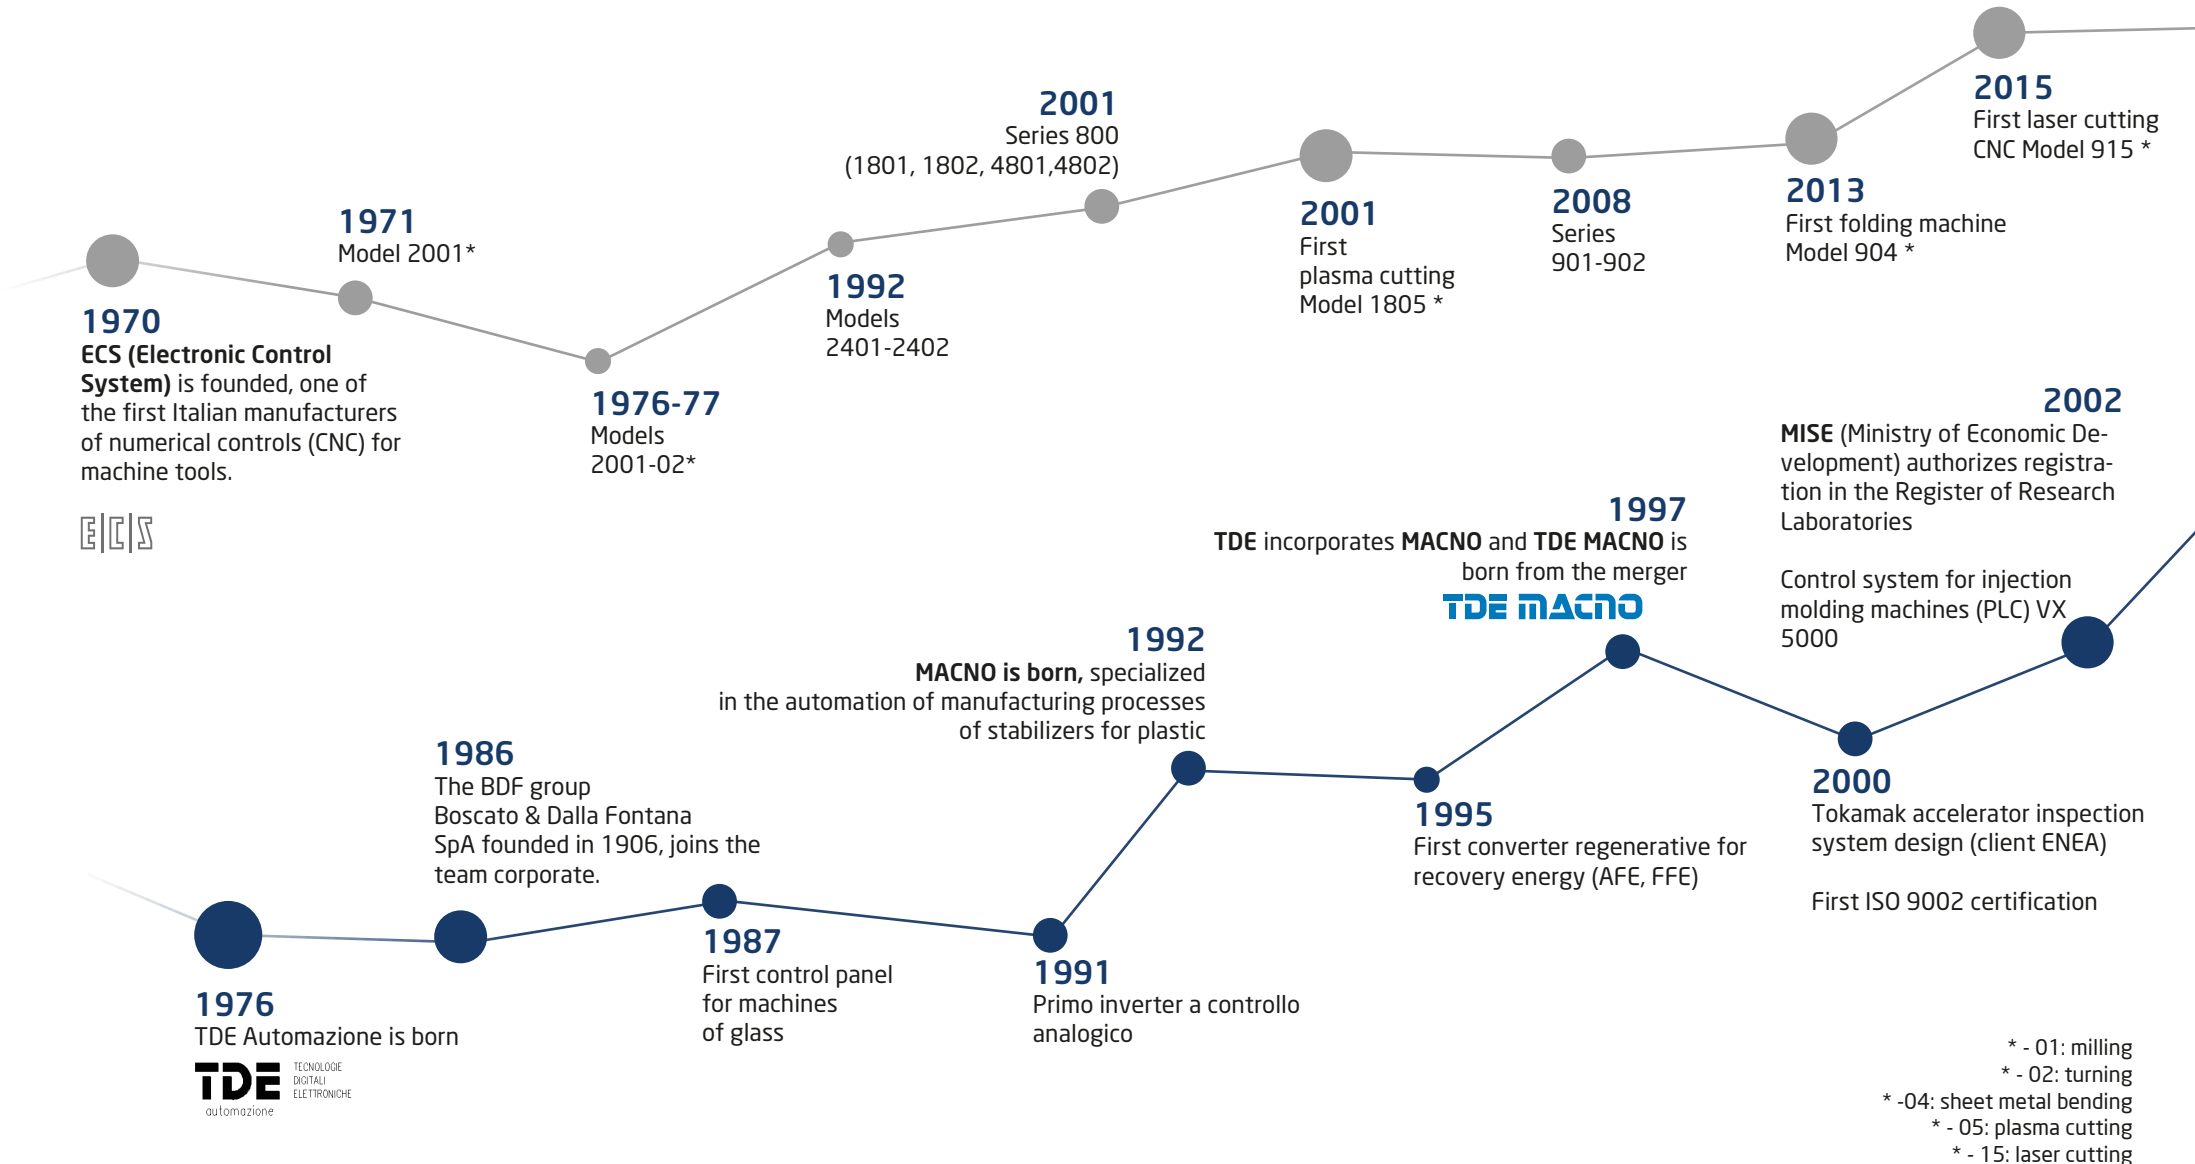 1970
ECS (Electronic Control
System) is founded, one of
the first Italian manufacturers
of numerical controls (CNC) for
machine tools.
E|C|S
1971
Model 2001*
1976-77
Models
2001-02*
1992
Models
2401-2402
2001
Series 800
(1801, 1802, 4801,4802)
2001
First
plasma cutting
Model 1805 *
2008
Series
901-902
2013
First folding machine
Model 904 *
2015
First laser cutting
CNC Model 915 *
1976
TDE Automazione is born
TDE
automazione
TECNOLOGIE
DIGITALI
ELETTRONICHE
1986
The BDF group
Boscato & Dalla Fontana
SpA founded in 1906, joins the
team corporate.
1987
First control panel
for machines
of glass
1991
Primo inverter a controllo
analogico
1992
MACNO is born, specialized
in the automation of manufacturing processes
of stabilizers for plastic
1995
First converter regenerative for
recovery energy (AFE, FFE)
1997
TDE incorporates MACNO and TDE MACNO is
born from the merger
TDE MACNO
2000
Tokamak accelerator inspection
system design (client ENEA)
First ISO 9002 certification
2002
MISE (Ministry of Economic De-
velopment) authorizes registra-
tion in the Register of Research
Laboratories
Control system for injection
molding machines (PLC) VX
5000
* - 01: milling
* - 02: turning
* -04: sheet metal bending
* - 05: plasma cutting
* - 15: laser cutting